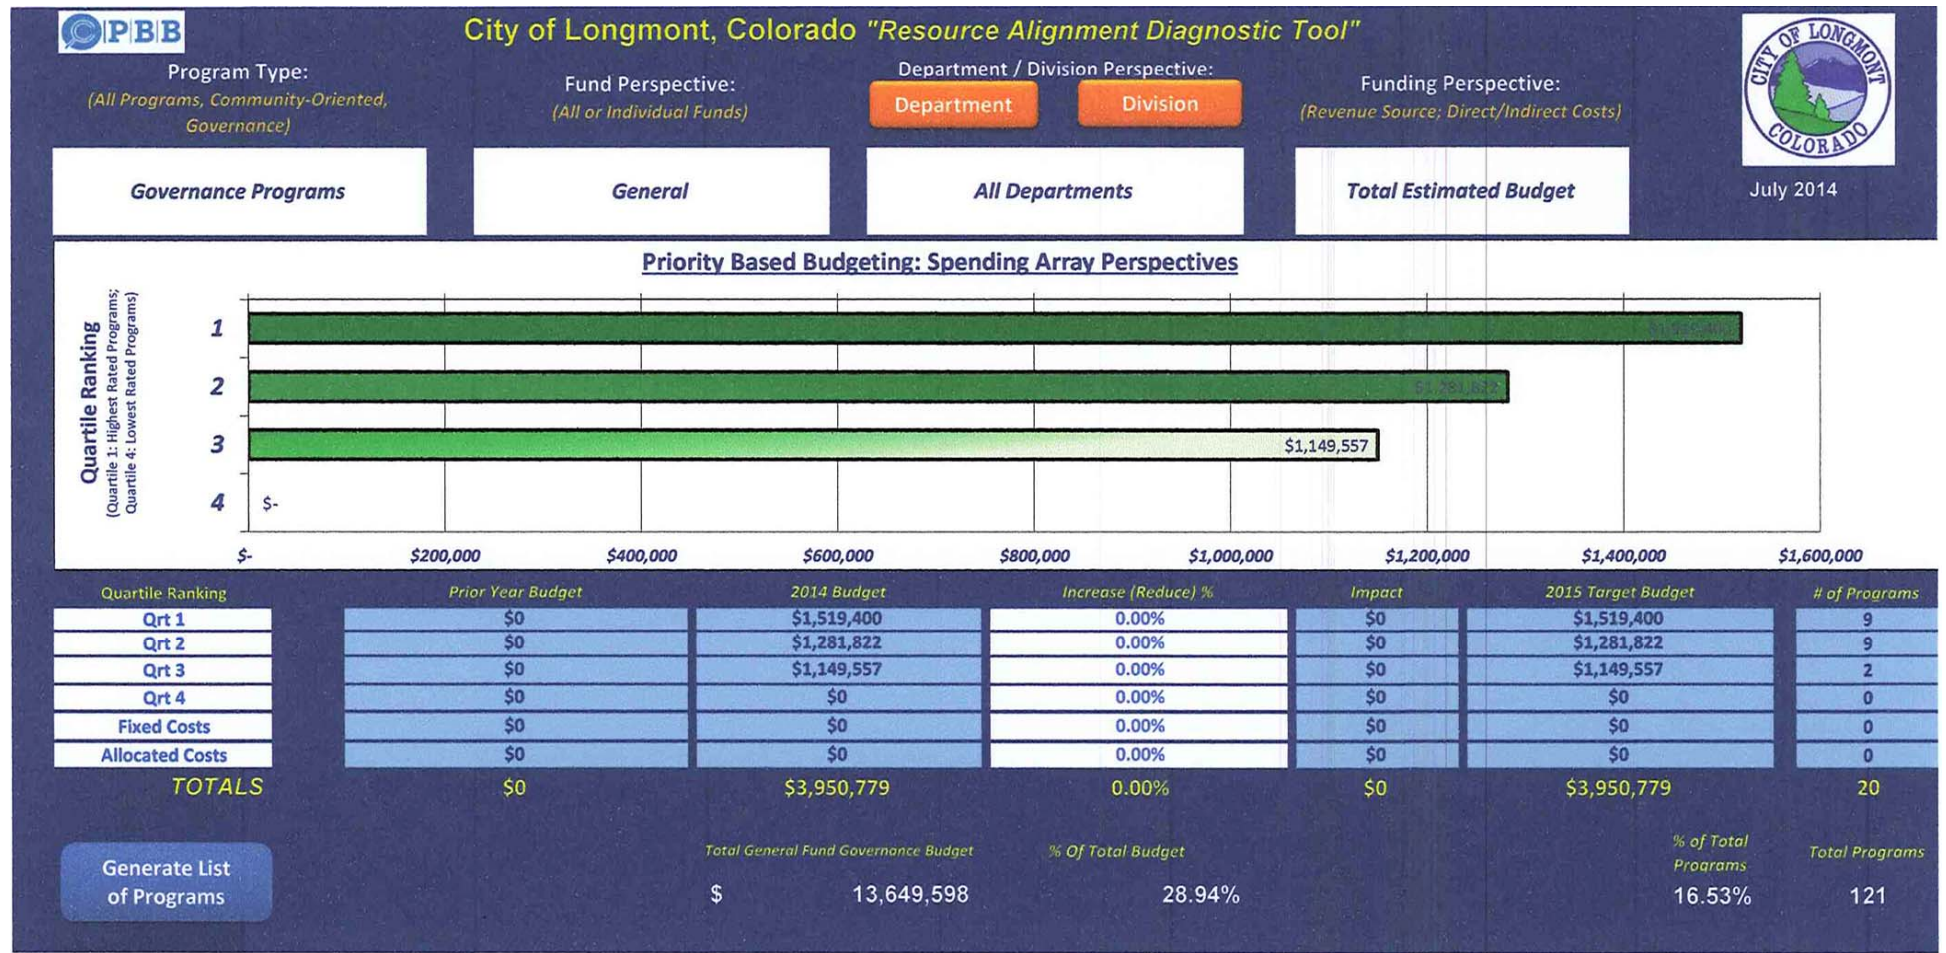 PBB
City of Longmont, Colorado "Resource Alignment Diagnostic Tool"
CITY OF LONGMONT
COLORADO
Program Type:
(All Programs, Community-Oriented,
Governance)
Fund Perspective:
(All or Individual Funds)
Department / Division Perspective:
Department Division
Funding Perspective:
(Revenue Source; Direct/Indirect Costs)
Governance Programs General All Departments Total Estimated Budget July 2014
Priority Based Budgeting: Spending Array Perspectives
Quartile Ranking
(Quartile 1: Highest Rated Programs;
Quartile 4: Lowest Rated Programs)
1
2 $1,281,822
3 $1,149,557
4 $-
$- $200,000 $400,000 $600,000 $800,000 $1,000,000 $1,200,000 $1,400,000 $1,600,000
Quartile Ranking Prior Year Budget 2014 Budget Increase (Reduce) % Impact 2015 Target Budget # of Programs
Qrt 1 $0 $1,519,400 0.00% $0 $1,519,400 9
Qrt 2 $0 $1,281,822 0.00% $0 $1,281,822 9
Qrt 3 $0 $1,149,557 0.00% $0 $1,149,557 2
Qrt 4 $0 $0 0.00% $0 $0 0
Fixed Costs $0 $0 0.00% $0 $0 0
Allocated Costs $0 $0 0.00% $0 $0 0
TOTALS $0 $3,950,779 0.00% $0 $3,950,779 20
Generate List
of Programs
Total General Fund Governance Budget % Of Total Budget
$ 13,649,598 28.94%
% of Total
Programs
Total Programs
16.53% 121